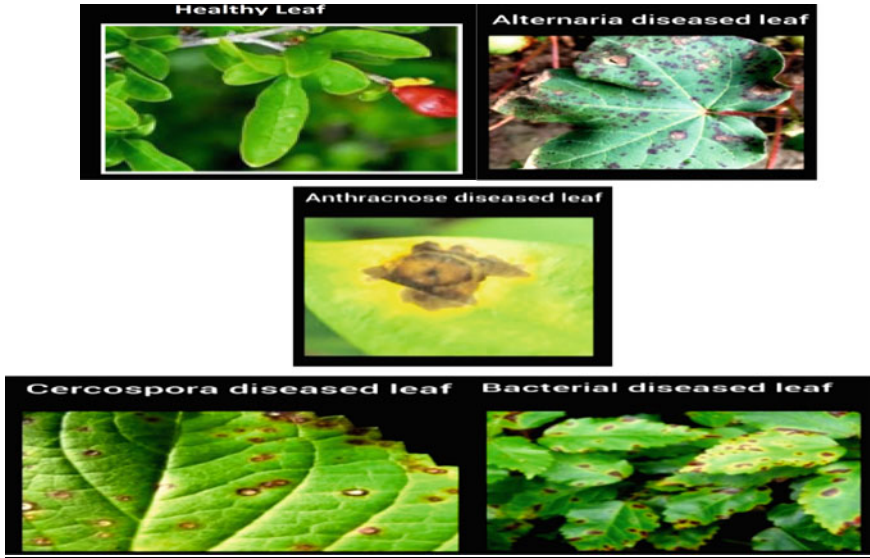 Healthy Leaf
Alternaria diseased leaf
Anthracnose diseased leaf
Cercospora diseased leaf
Bacterial diseased leaf